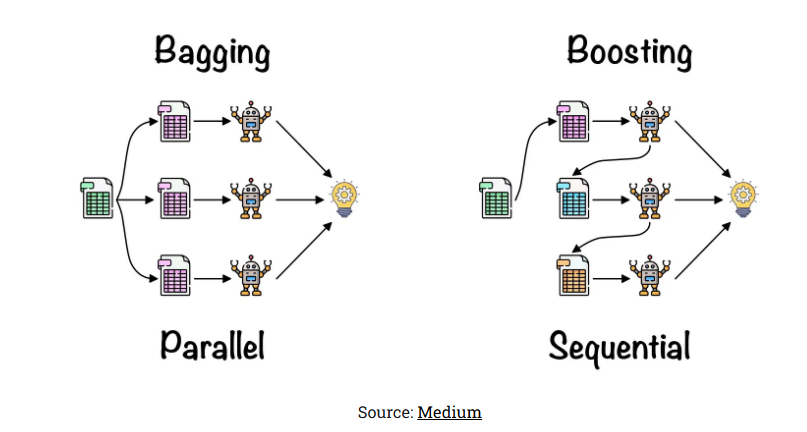 Bagging
Boosting
Parallel
Sequential
Source: Medium